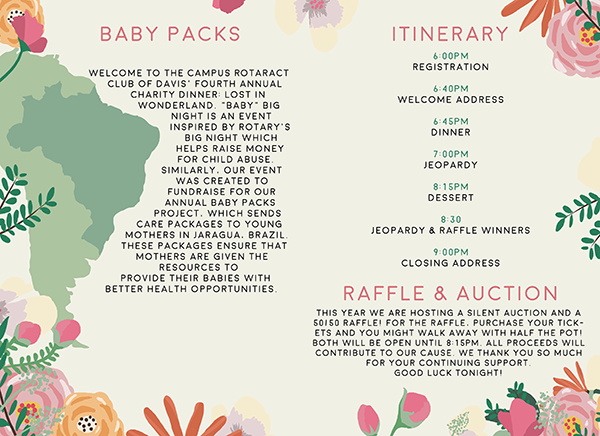 BABY PACKS
WELCOME TO THE CAMPUS ROTARACT
CLUB OF DAVIS' FOURTH ANNUAL
CHARITY DINNER: LOST IN
WONDERLAND. "BABY" BIG
NIGHT IS AN EVENT
INSPIRED BY ROTARY'S
BIG NIGHT WHICH
HELPS RAISE MONEY
FOR CHILD ABUSE.
SIMILARLY, OUR EVENT
WAS CREATED TO
FUNDRAISE FOR OUR
ANNUAL BABY PACKS
PROJECT, WHICH SENDS
CARE PACKAGES TO YOUNG
MOTHERS IN JARAGUA, BRAZIL.
THESE PACKAGES ENSURE THAT
MOTHERS ARE GIVEN THE
RESOURCES TO
PROVIDE THEIR BABIES WITH
BETTER HEALTH OPPORTUNITIES.
ITINERARY
6:00PM
REGISTRATION
6:40PM
WELCOME ADDRESS
6:45PM
DINNER
7:00PM
JEOPARDY
8:15PM
DESSERT
8:30
JEOPARDY & RAFFLE WINNERS
9:00PM
CLOSING ADDRESS
RAFFLE & AUCTION
THIS YEAR WE ARE HOSTING A SILENT AUCTION AND A
50|50 RAFFLE! FOR THE RAFFLE, PURCHASE YOUR TICK-
ETS AND YOU MIGHT WALK AWAY WITH HALF THE POT!
BOTH WILL BE OPEN UNTIL 8:15PM. ALL PROCEEDS WILL
CONTRIBUTE TO OUR CAUSE. WE THANK YOU SO MUCH
FOR YOUR CONTINUING SUPPORT.
GOOD LUCK TONIGHT!